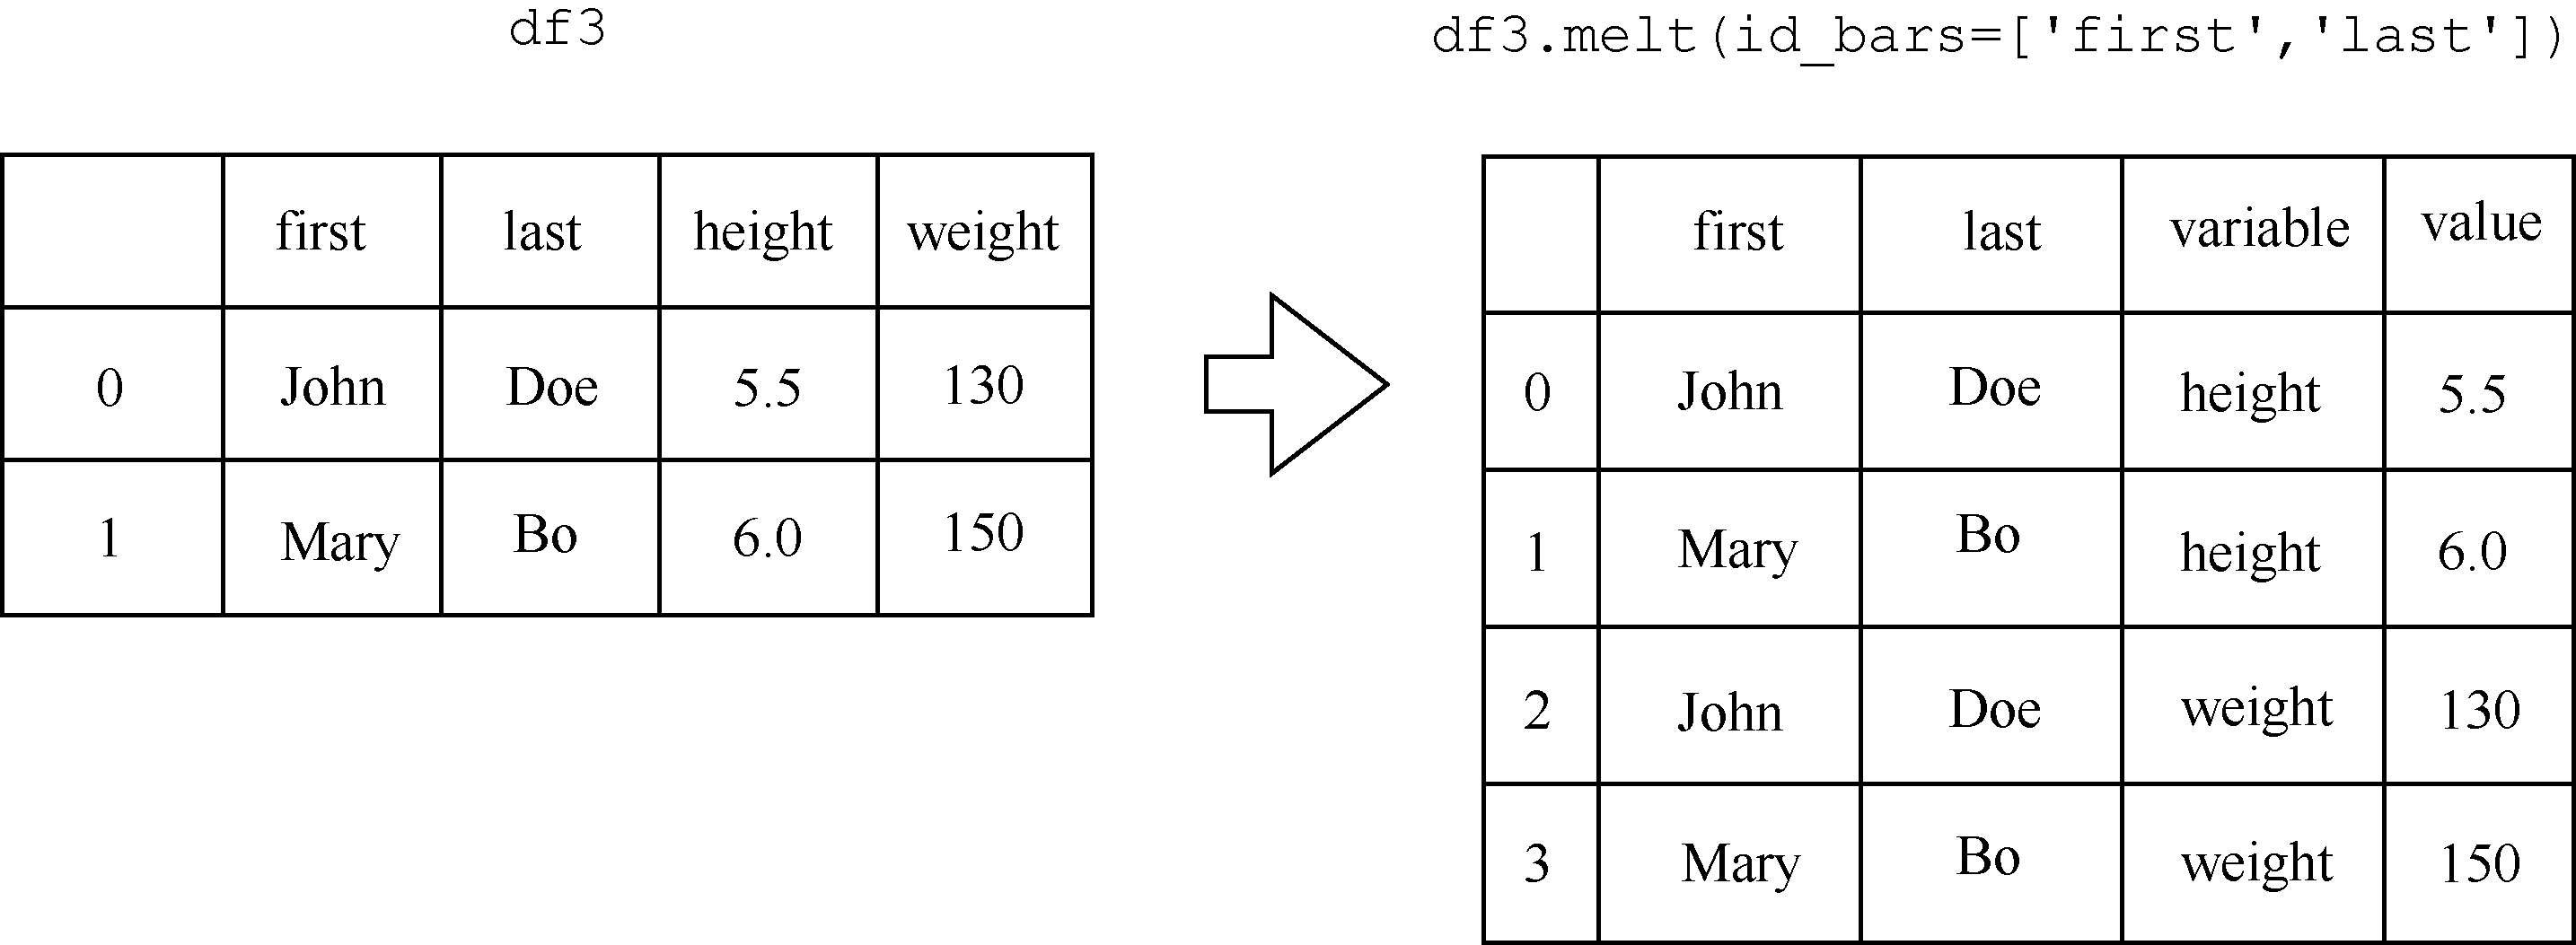 df3
df3.melt(id_bars=['first','last'])
first last height weight
0 John Doe 5.5 130
1 Mary Bo 6.0 150
first last variable value
0 John Doe height 5.5
1 Mary Bo height 6.0
2 John Doe weight 130
3 Mary Bo weight 150